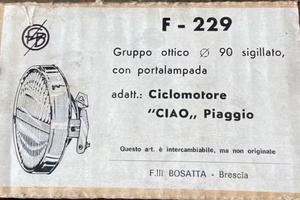 F - 229
Gruppo ottico ∅ 90 sigillato,
con portalampada
adatt.: Ciclomotore
"CIAO„ Piaggio
Questo art. è intercambiabile, ma non originale
F.lli BOSATTA - Brescia